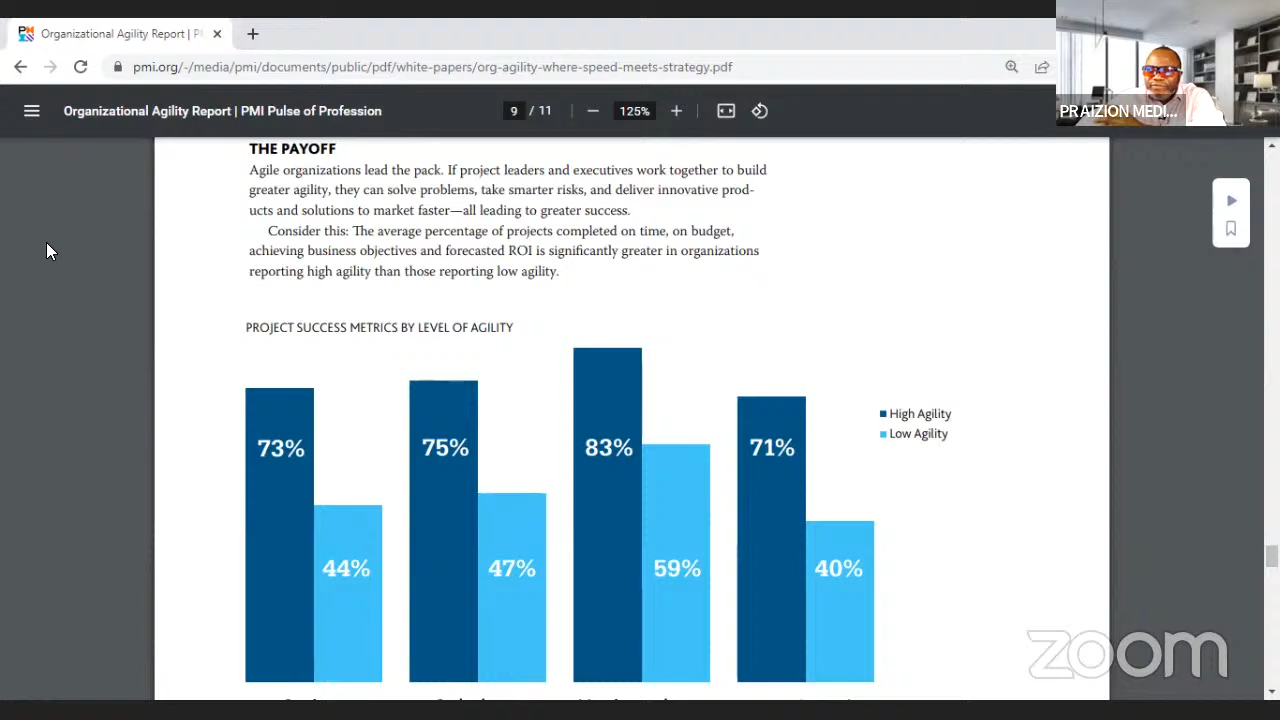 Organizational Agility Report | P
pmi.org/-/media/pmi/documents/public/pdf/white-papers/org-agility-where-speed-meets-strategy.pdf
PRAIZION MEDI...
Organizational Agility Report | PMI Pulse of Profession
9 / 11
125%
THE PAYOFF
Agile organizations lead the pack. If project leaders and executives work together to build
greater agility, they can solve problems, take smarter risks, and deliver innovative prod-
ucts and solutions to market faster—all leading to greater success.
Consider this: The average percentage of projects completed on time, on budget,
achieving business objectives and forecasted ROI is significantly greater in organizations
reporting high agility than those reporting low agility.
PROJECT SUCCESS METRICS BY LEVEL OF AGILITY
High Agility
Low Agility
73%
75%
83%
71%
44%
47%
59%
40%
zoom